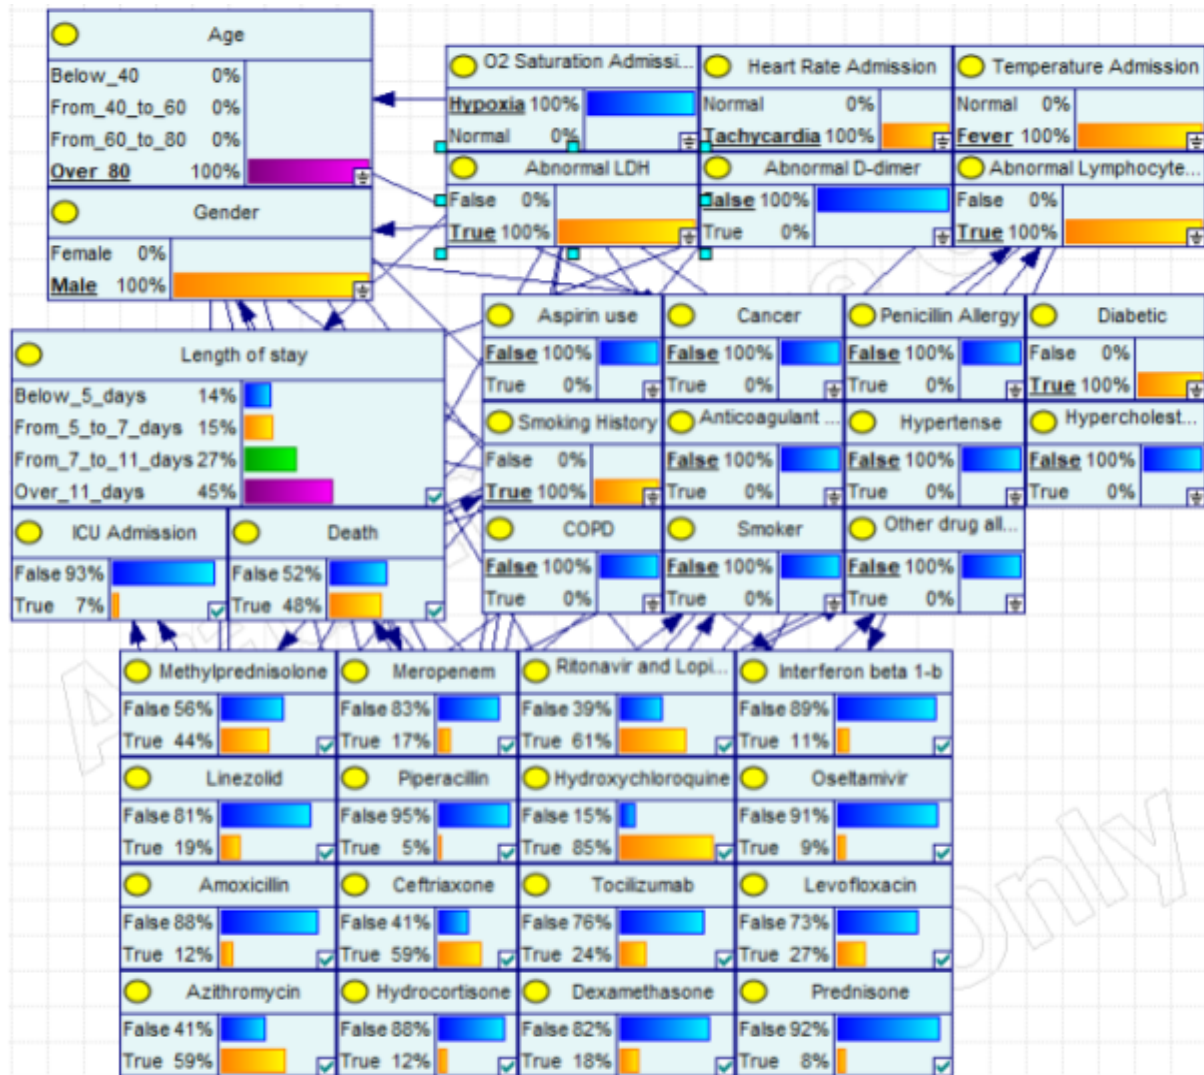 Age
Below_40 0%
From_40_to_60 0%
From_60_to_80 0%
Over_80 100%
Gender
Female 0%
Male 100%
O2 Saturation Admissi...
Hypoxia 100%
Normal 0%
Heart Rate Admission
Normal 0%
Tachycardia 100%
Temperature Admission
Normal 0%
Fever 100%
Abnormal LDH
False 0%
True 100%
Abnormal D-dimer
False 100%
True 0%
Abnormal Lymphocyte...
False 0%
True 100%
Length of stay
Below_5_days 14%
From_5_to_7_days 15%
From_7_to_11_days 27%
Over_11_days 45%
ICU Admission
False 93%
True 7%
Death
False 52%
True 48%
Aspirin use
False 100%
True 0%
Cancer
False 100%
True 0%
Penicillin Allergy
False 100%
True 0%
Diabetic
False 0%
True 100%
Smoking History
False 0%
True 100%
Anticoagulant ...
False 100%
True 0%
Hypertense
False 100%
True 0%
Hypercholest...
False 100%
True 0%
COPD
False 100%
True 0%
Smoker
False 100%
True 0%
Other drug all...
False 100%
True 0%
Methylprednisolone
False 56%
True 44%
Meropenem
False 83%
True 17%
Ritonavir and Lopi...
False 39%
True 61%
Interferon beta 1-b
False 89%
True 11%
Linezolid
False 81%
True 19%
Piperacillin
False 95%
True 5%
Hydroxychloroquine
False 15%
True 85%
Oseltamivir
False 91%
True 9%
Amoxicillin
False 88%
True 12%
Ceftriaxone
False 41%
True 59%
Tocilizumab
False 76%
True 24%
Levofloxacin
False 73%
True 27%
Azithromycin
False 41%
True 59%
Hydrocortisone
False 88%
True 12%
Dexamethasone
False 82%
True 18%
Prednisone
False 92%
True 8%
Only